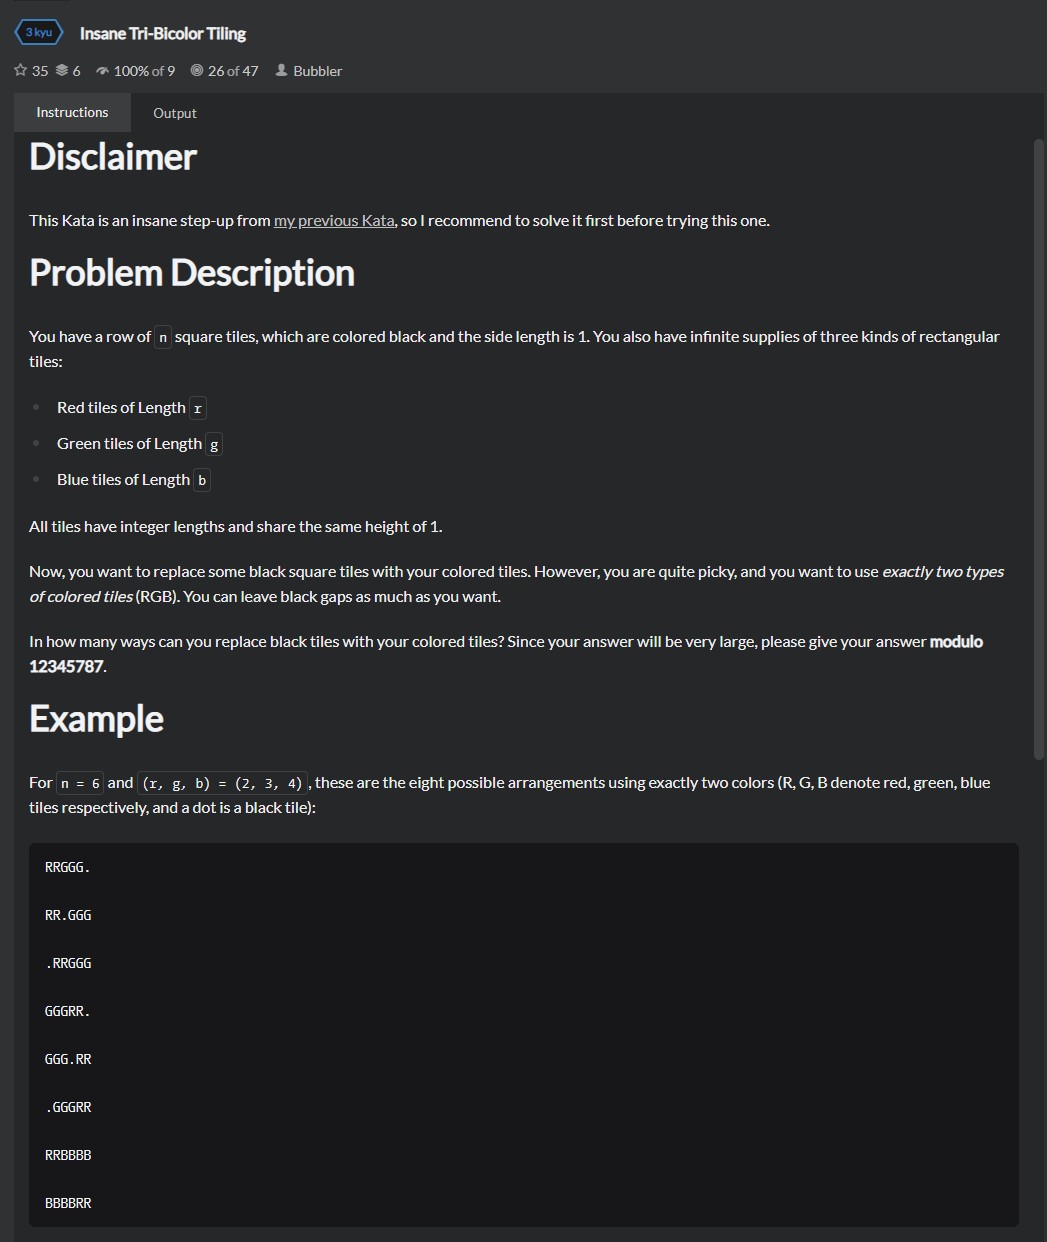 3 kyu Insane Tri-Bicolor Tiling
35 6 100% of 9 26 of 47 Bubbler
Instructions Output
Disclaimer
This Kata is an insane step-up from my previous Kata, so I recommend to solve it first before trying this one.
Problem Description
You have a row of n square tiles, which are colored black and the side length is 1. You also have infinite supplies of three kinds of rectangular
tiles:
Red tiles of Length r
Green tiles of Length g
Blue tiles of Length b
All tiles have integer lengths and share the same height of 1.
Now, you want to replace some black square tiles with your colored tiles. However, you are quite picky, and you want to use exactly two types
of colored tiles (RGB). You can leave black gaps as much as you want.
In how many ways can you replace black tiles with your colored tiles? Since your answer will be very large, please give your answer modulo
12345787.
Example
For n = 6 and (r, g, b) = (2, 3, 4), these are the eight possible arrangements using exactly two colors (R, G, B denote red, green, blue
tiles respectively, and a dot is a black tile):
RRGGG.
RR.GGG
.RRGGG
GGGRR.
GGG.RR
.GGGRR
RRBBBB
BBBBRR